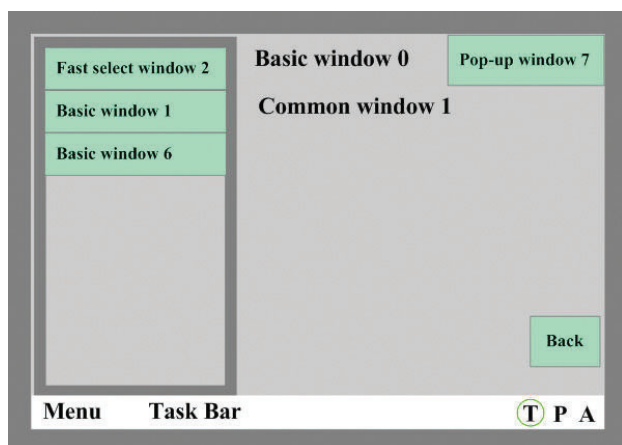 Fast select window 2
Basic window 1
Basic window 6
Basic window 0
Pop-up window 7
Common window 1
Back
Menu Task Bar T P A